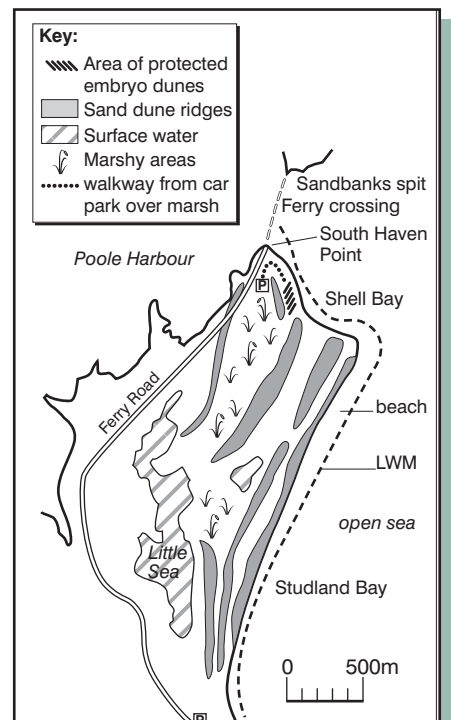 Key:
Area of protected
embryo dunes
Sand dune ridges
Surface water
Marshy areas
walkway from car
park over marsh
Sandbanks spit
Ferry crossing
South Haven
Point
Poole Harbour
P
Shell Bay
Ferry Road
beach
LWM
open sea
Little
Sea
Studland Bay
0 500m
P